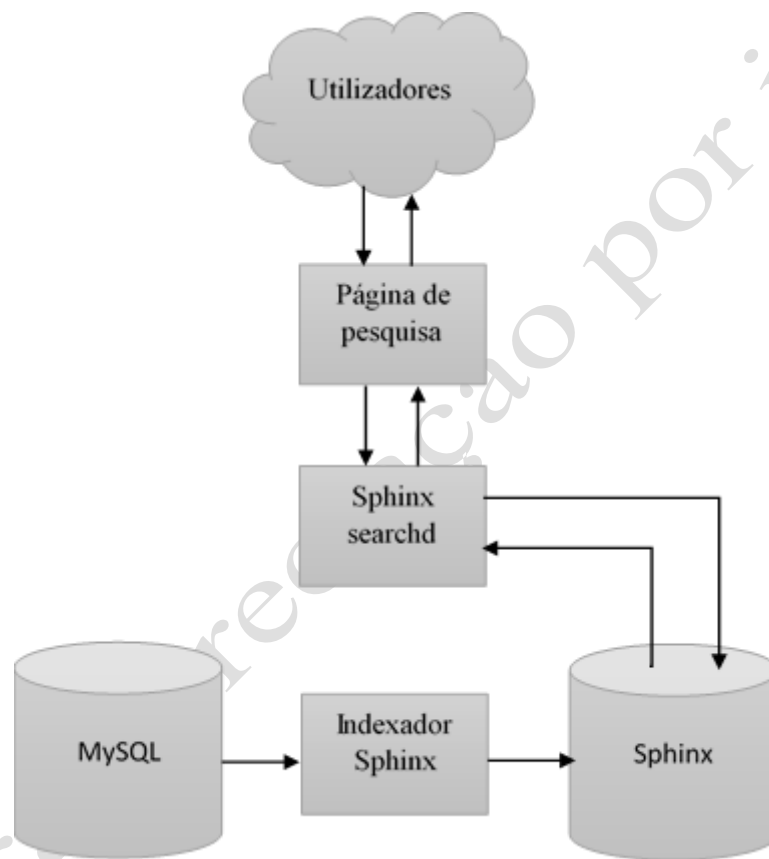 Utilizadores
Página de
pesquisa
Sphinx
searchd
MySQL
Indexador
Sphinx
Sphinx